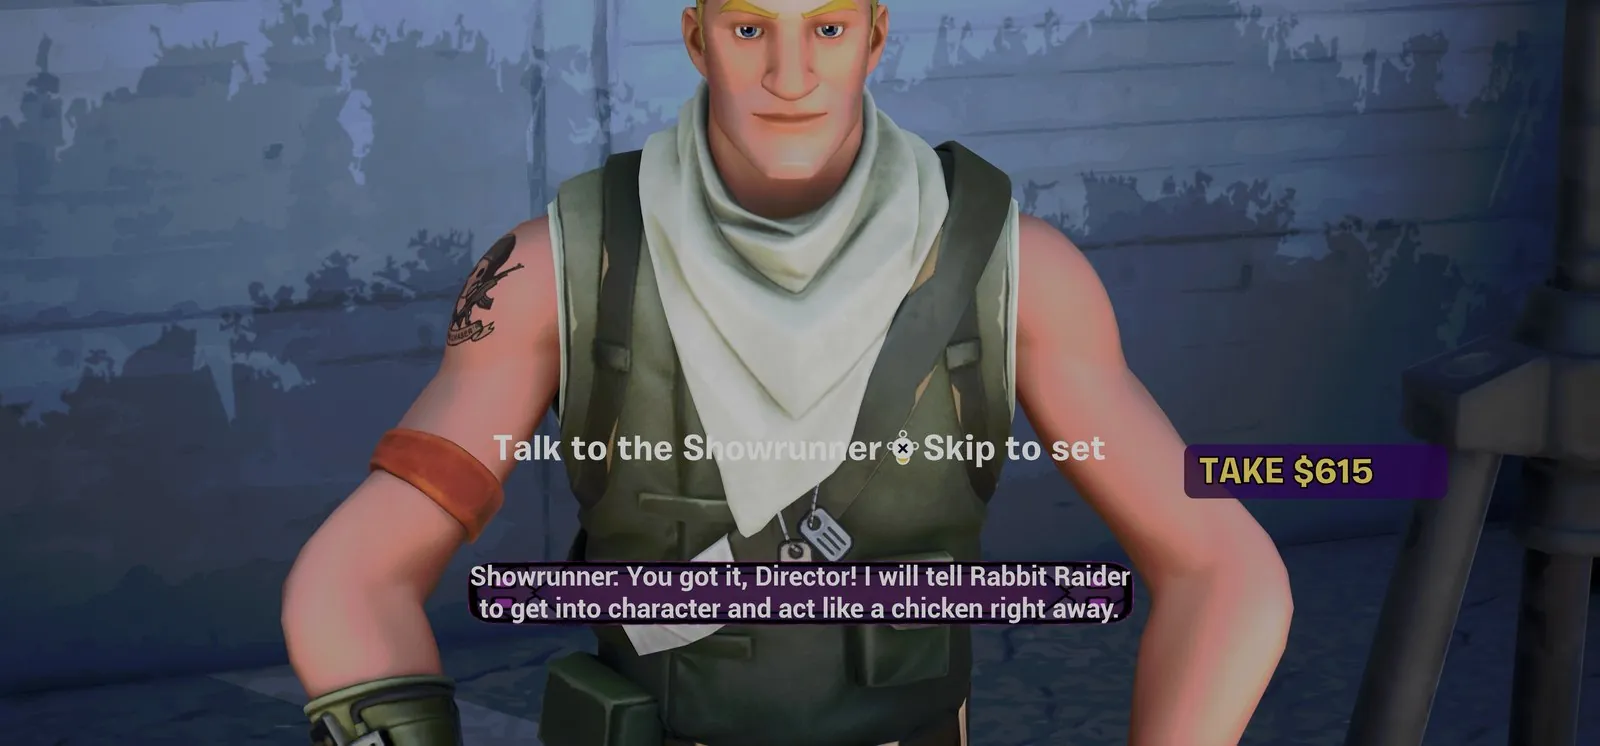 Talk to the Showrunner Skip to set
TAKE $615
Showrunner: You got it, Director! I will tell Rabbit Raider
to get into character and act like a chicken right away.